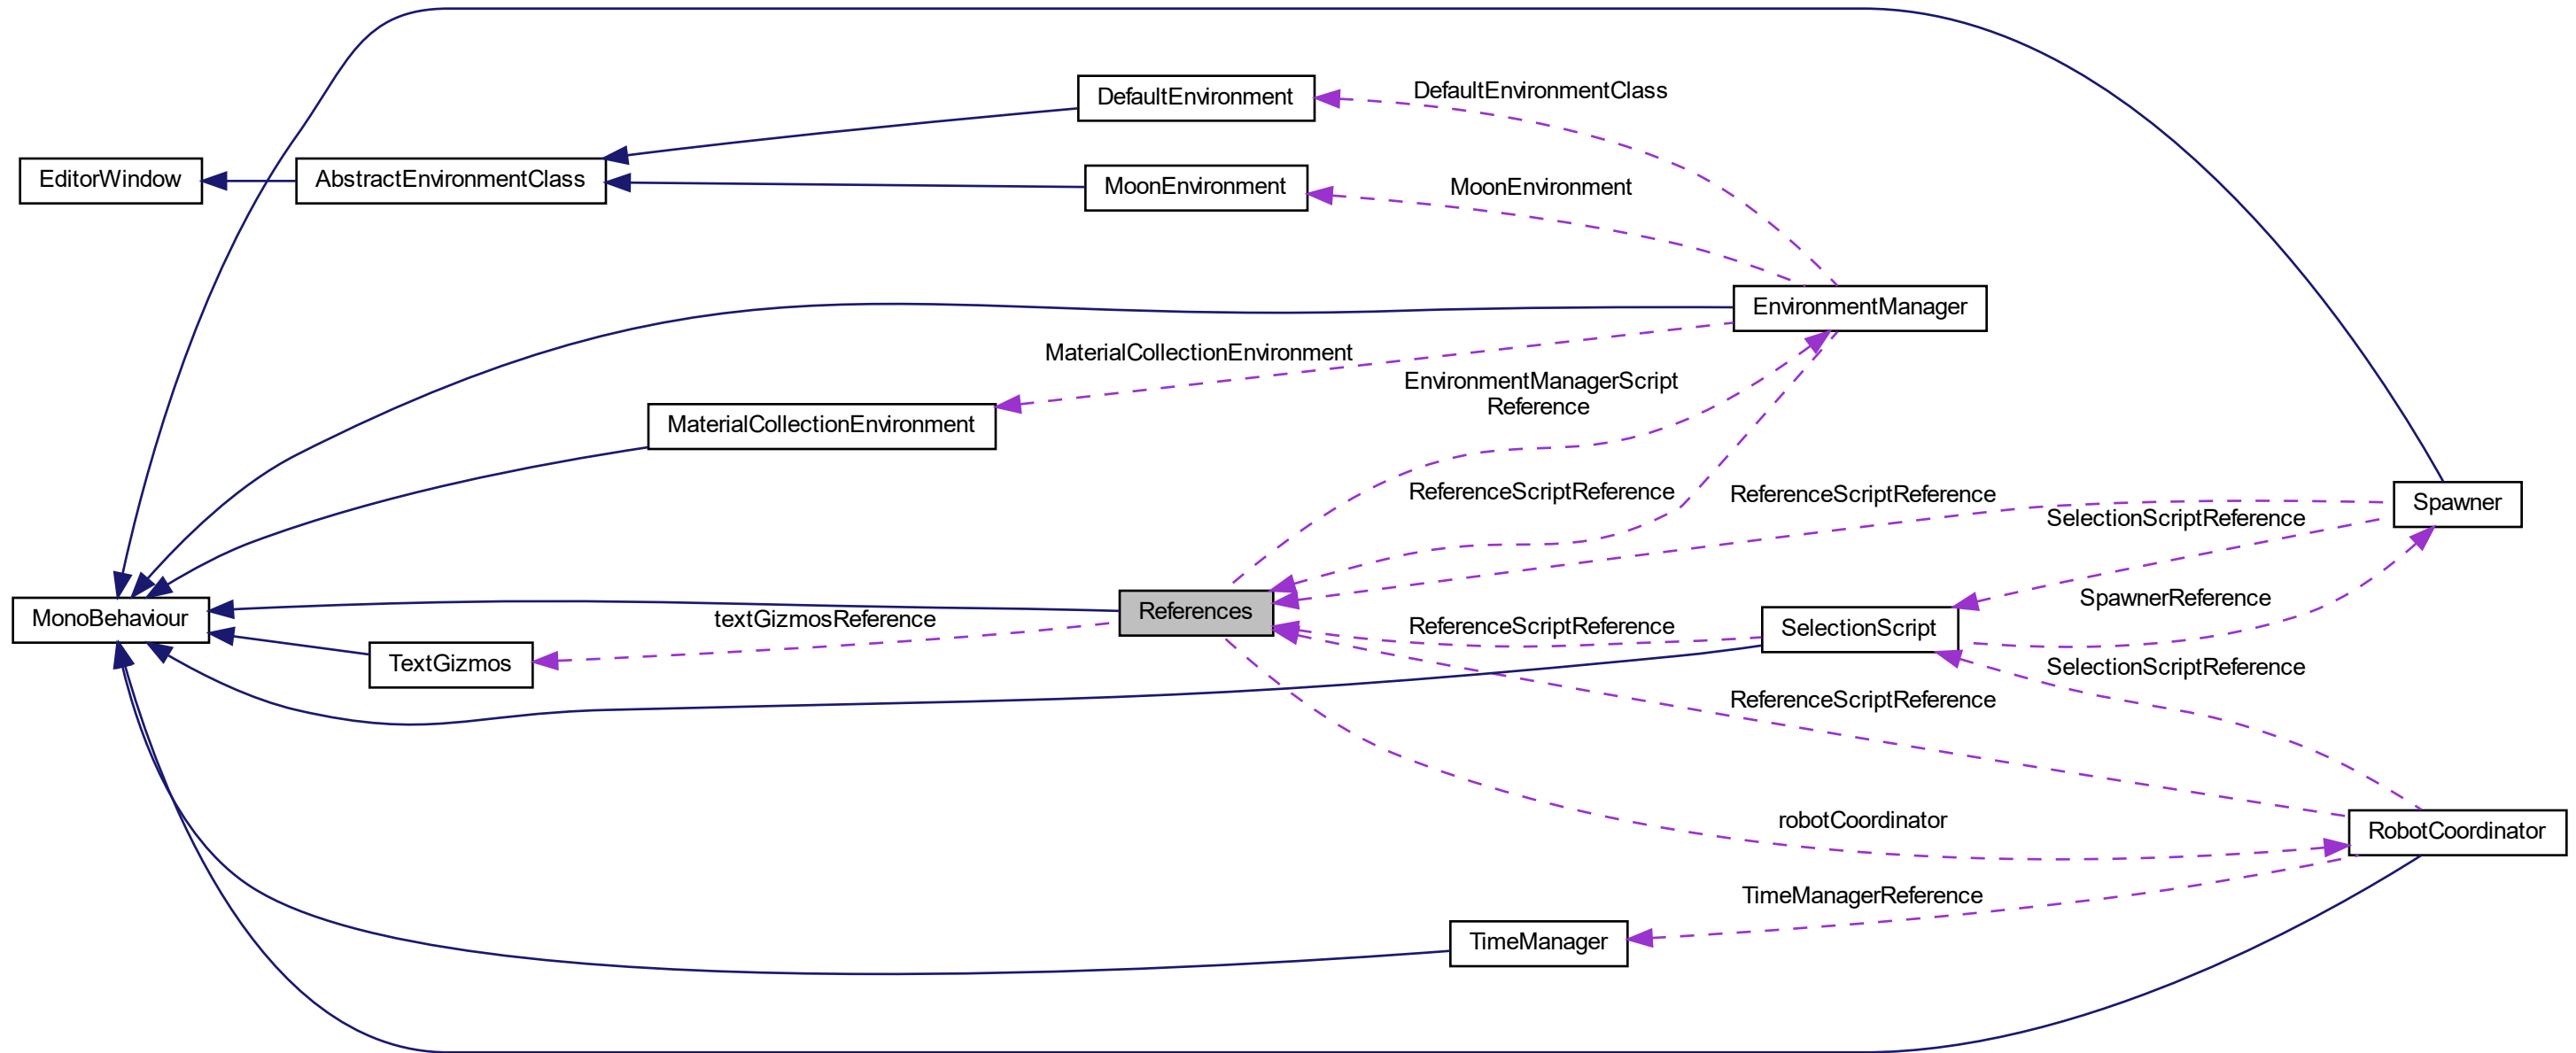 DefaultEnvironment
DefaultEnvironmentClass
EditorWindow
AbstractEnvironmentClass
MoonEnvironment
MoonEnvironment
EnvironmentManager
MaterialCollectionEnvironment
EnvironmentManagerScript
Reference
MaterialCollectionEnvironment
ReferenceScriptReference
ReferenceScriptReference
Spawner
SelectionScriptReference
SpawnerReference
MonoBehaviour
References
textGizmosReference
ReferenceScriptReference
SelectionScript
TextGizmos
SelectionScriptReference
ReferenceScriptReference
robotCoordinator
RobotCoordinator
TimeManagerReference
TimeManager